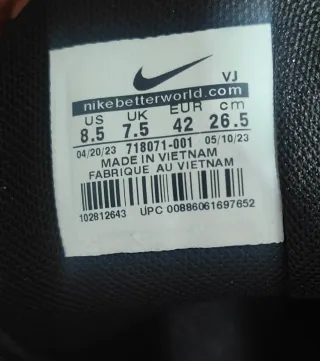 VJ
nikebetterworld.com
US UK EUR cm
8.5 7.5 42 26.5
04/20/23 718071-001 05/10/23
MADE IN VIETNAM
FABRIQUE AU VIETNAM
102812643 UPC 00886061697652